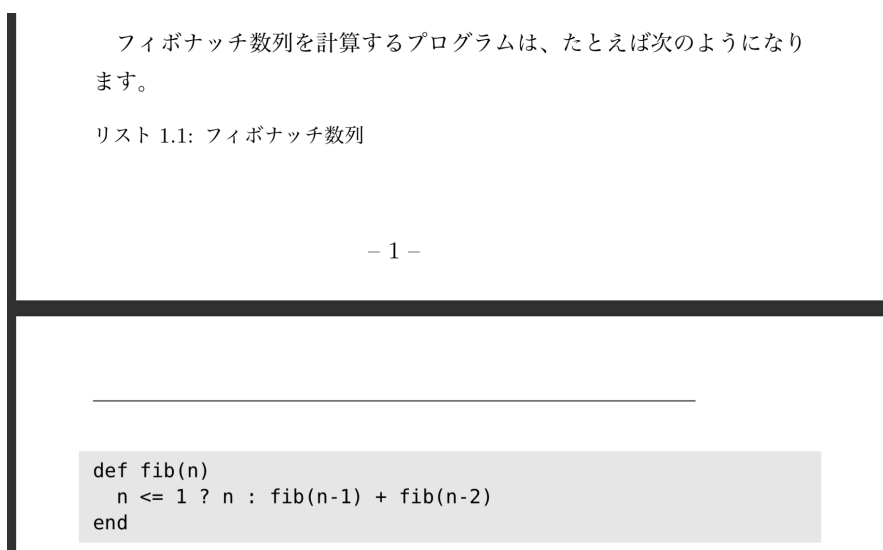 フィボナッチ数列を計算するプログラムは、たとえば次のようになり
ます。
リスト 1.1: フィボナッチ数列
– 1 –
def fib(n)
  n <= 1 ? n : fib(n-1) + fib(n-2)
end